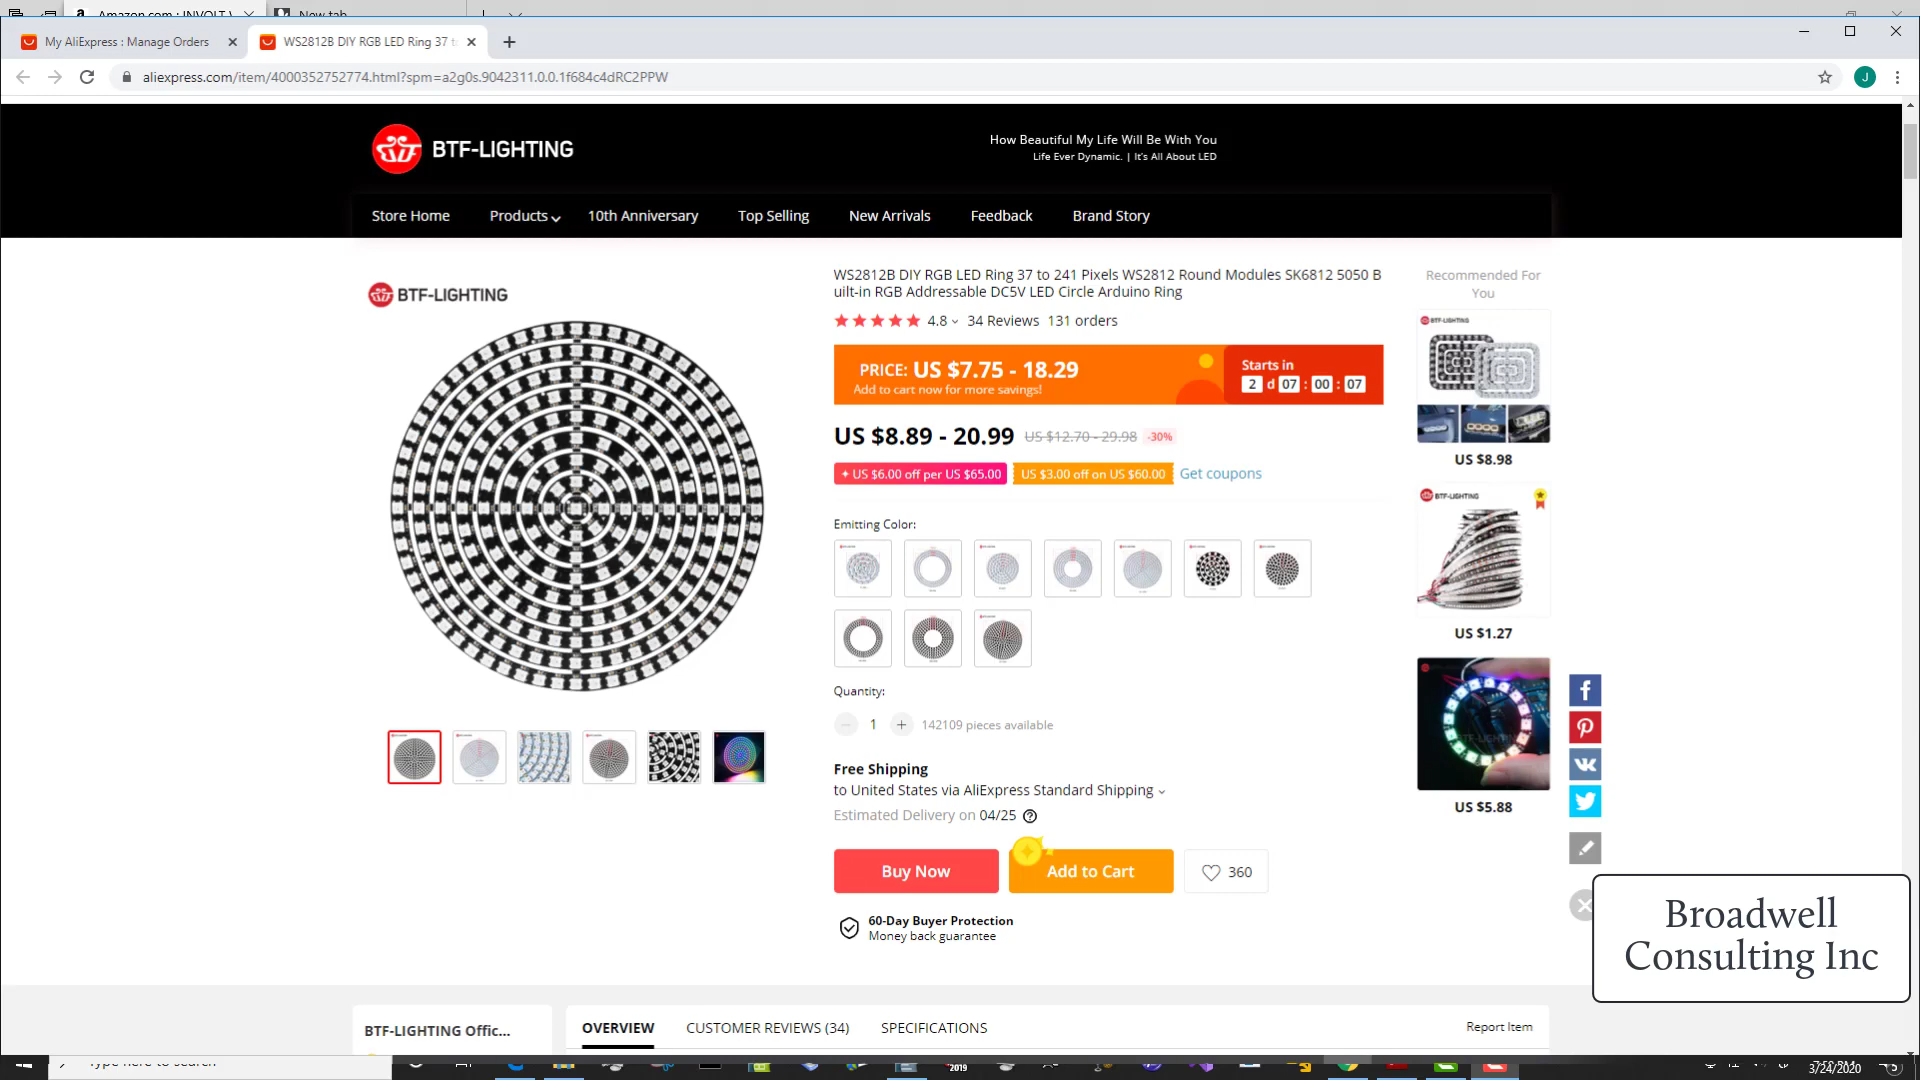 My AliExpress : Manage Orders
WS2812B DIY RGB LED Ring 37 t
aliexpress.com/item/4000352752774.html?spm=a2g0s.9042311.0.0.1f684c4dRC2PPW
J
BTF-LIGHTING
How Beautiful My Life Will Be With You
Life Ever Dynamic. | It's All About LED
Store Home
Products
10th Anniversary
Top Selling
New Arrivals
Feedback
Brand Story
BTF-LIGHTING
WS2812B DIY RGB LED Ring 37 to 241 Pixels WS2812 Round Modules SK6812 5050 B
uilt-in RGB Addressable DC5V LED Circle Arduino Ring
4.8 34 Reviews 131 orders
PRICE: US $7.75 - 18.29
Add to cart now for more savings!
Starts in
2 d 07 : 00 : 07
US $8.89 - 20.99 US $12.70 - 29.98 -30%
US $6.00 off per US $65.00 US $3.00 off on US $60.00 Get coupons
Emitting Color:
Quantity:
1 + 142109 pieces available
Free Shipping
to United States via AliExpress Standard Shipping
Estimated Delivery on 04/25
Buy Now
Add to Cart
360
60-Day Buyer Protection
Money back guarantee
Recommended For
You
BTF-LIGHTING
US $8.98
BTF-LIGHTING
US $1.27
US $5.88
Broadwell
Consulting Inc
BTF-LIGHTING Offic...
OVERVIEW
CUSTOMER REVIEWS (34)
SPECIFICATIONS
Report Item
2019
3/24/2020